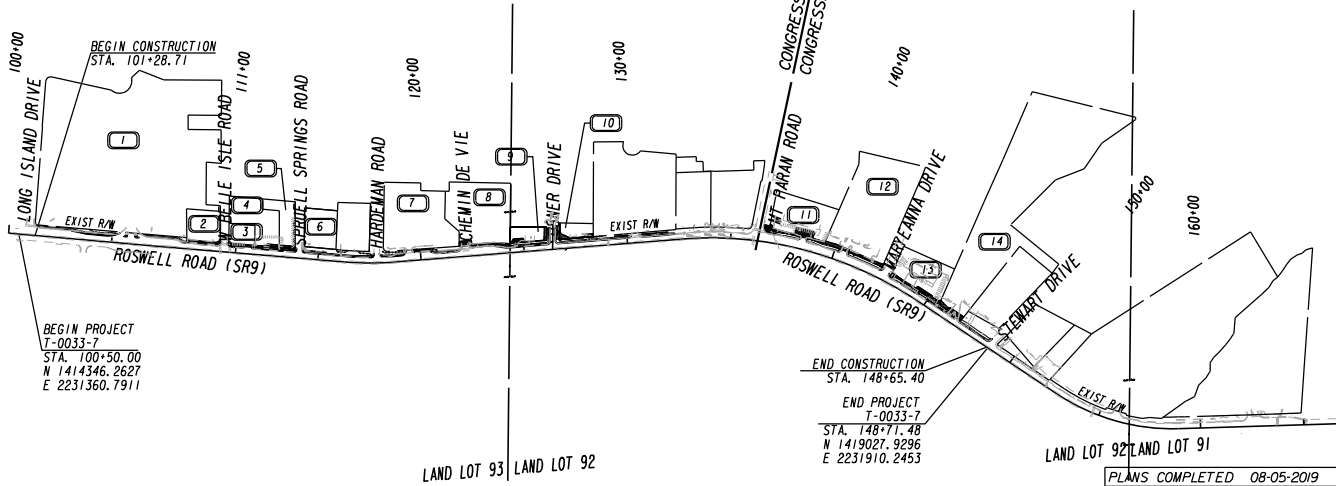 100+00
BEGIN CONSTRUCTION
STA. 101+28.71
LONG ISLAND DRIVE
111+00
120+00
130+00
CONGRESS
CONGRESS
140+00
150+00
160+00
1
BELLE ISLE ROAD
PRUELL SPRINGS ROAD
HARDEMAN ROAD
CHEMIN DE VIE
NER DRIVE
MT PARAN ROAD
MARY EANNA DRIVE
STEWART DRIVE
2
3
4
5
6
7
8
9
10
11
12
13
14
EXIST R/W
EXIST R/W
EXIST R/W
ROSWELL ROAD (SR9)
ROSWELL ROAD (SR9)
BEGIN PROJECT
T-0033-7
STA. 100+50.00
N 1414346.2627
E 2231360.7911
END CONSTRUCTION
STA. 148+65.40
END PROJECT
T-0033-7
STA. 148+71.48
N 1419027.9296
E 2231910.2453
LAND LOT 93 LAND LOT 92
LAND LOT 92 LAND LOT 91
PLANS COMPLETED 08-05-2019